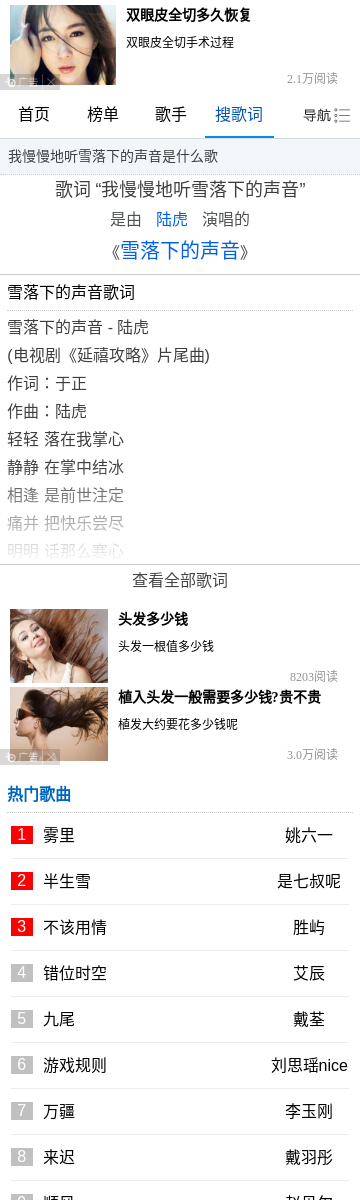 双眼皮全切多久恢复
双眼皮全切手术过程
2.1万阅读
广告
首页 榜单 歌手 搜歌词 导航
我慢慢地听雪落下的声音是什么歌
歌词 “我慢慢地听雪落下的声音”
是由 陆虎 演唱的
《雪落下的声音》
雪落下的声音歌词
雪落下的声音 - 陆虎
(电视剧《延禧攻略》片尾曲)
作词：于正
作曲：陆虎
轻轻 落在我掌心
静静 在掌中结冰
相逢 是前世注定
痛并 把快乐尝尽
明明 话那么寒心
查看全部歌词
头发多少钱
头发一根值多少钱
8203阅读
植入头发一般需要多少钱?贵不贵
植发大约要花多少钱呢
3.0万阅读
广告
热门歌曲
1 雾里 姚六一
2 半生雪 是七叔呢
3 不该用情 胜屿
4 错位时空 艾辰
5 九尾 戴荃
6 游戏规则 刘思瑶nice
7 万疆 李玉刚
8 来迟 戴羽彤